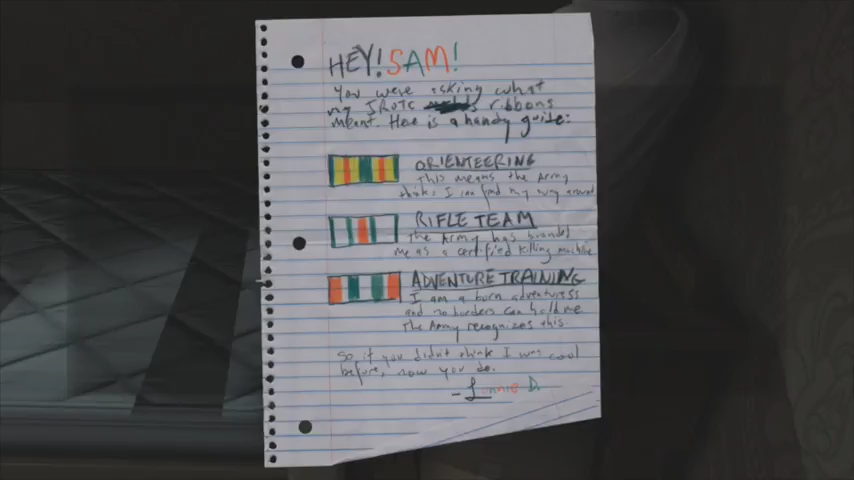 HEY! SAM!
You were asking what
my JROTC ribbons
meant. Here is a handy guide:
ORIENTEERING
This means the Army
thinks I can find my way around
RIFLE TEAM
The Army has branded
me as a certified killing machine
ADVENTURE TRAINING
I am a born adventuress
and no borders can hold me
The Army recognizes this.
So if you didn't think I was cool
before, now you do.
-Lonnie D.